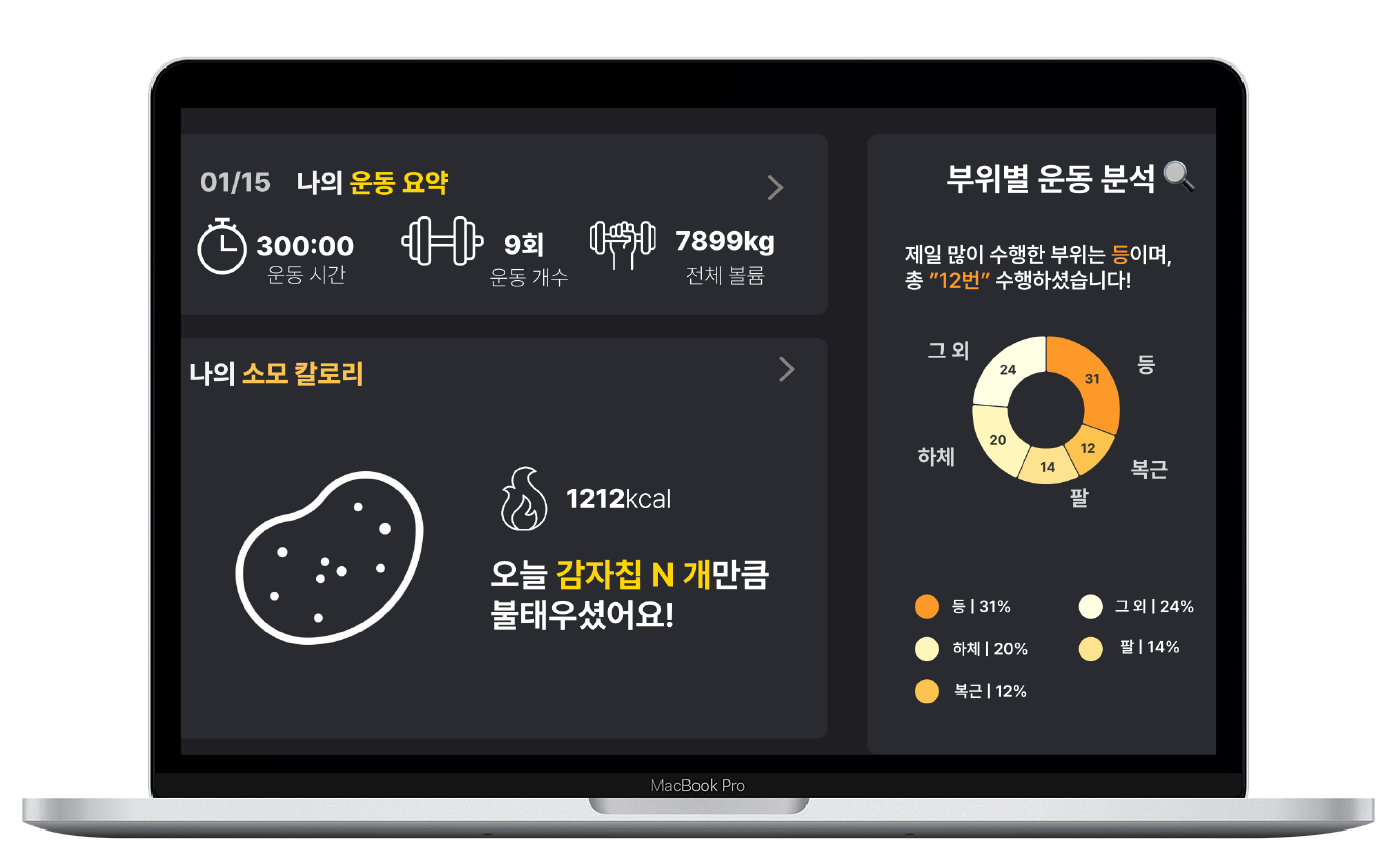 01/15 나의 운동 요약
300:00
운동 시간
9회
운동 개수
7899kg
전체 볼륨
나의 소모 칼로리
1212kcal
오늘 감자칩 N 개만큼
불태우셨어요!
부위별 운동 분석
제일 많이 수행한 부위는 등이며,
총 ”12번” 수행하셨습니다!
그 외
24
31
등
하체
20
14
12
복근
팔
등 | 31%
그 외 | 24%
하체 | 20%
팔 | 14%
복근 | 12%
MacBook Pro